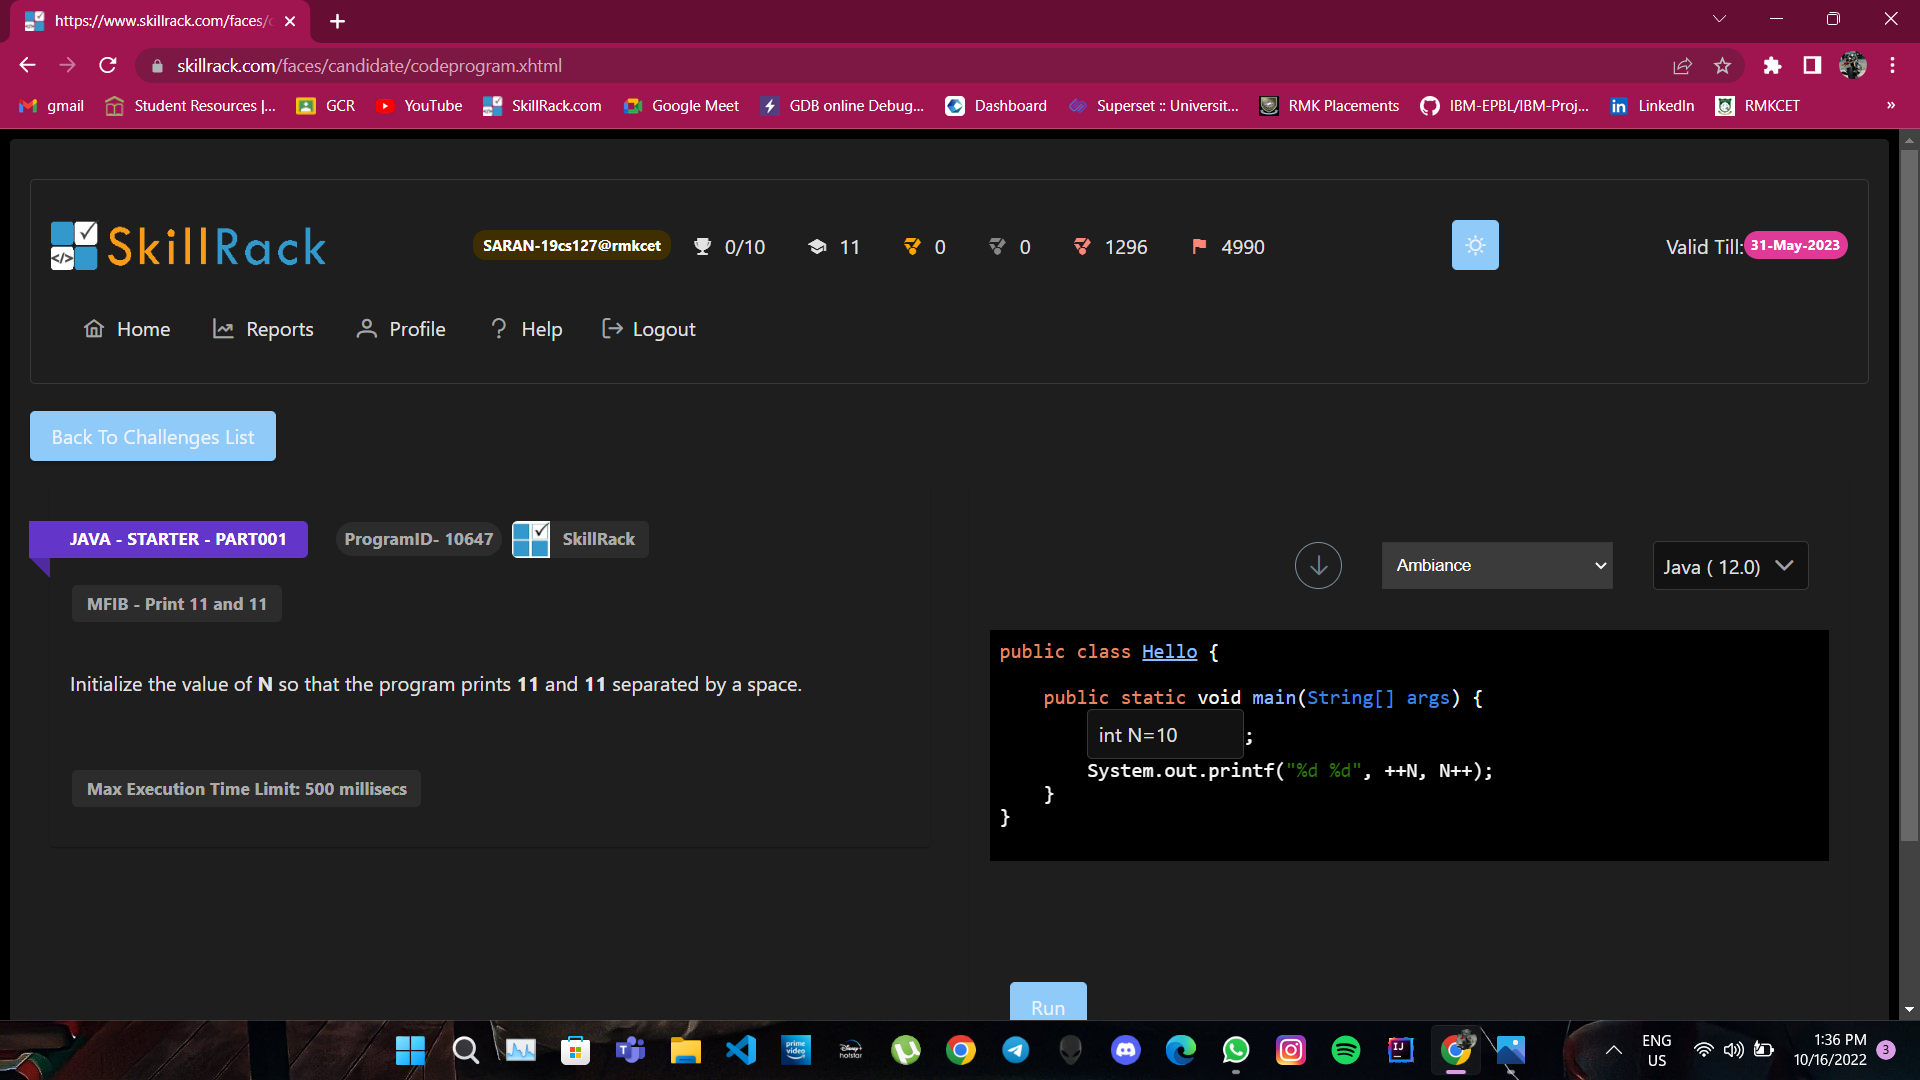 https://www.skillrack.com/faces/c
skillrack.com/faces/candidate/codeprogram.xhtml
gmail Student Resources |... GCR YouTube SkillRack.com Google Meet GDB online Debug... Dashboard Superset :: Universit... RMK Placements IBM-EPBL/IBM-Proj... LinkedIn RMKCET »
SkillRack SARAN-19cs127@rmkcet 0/10 11 0 0 1296 4990 Valid Till: 31-May-2023
Home Reports Profile Help Logout
Back To Challenges List
JAVA - STARTER - PART001 ProgramID- 10647 SkillRack
MFIB - Print 11 and 11
Initialize the value of N so that the program prints 11 and 11 separated by a space.
Max Execution Time Limit: 500 millisecs
Ambiance Java ( 12.0)
public class Hello {
public static void main(String[] args) {
int N=10 ;
System.out.printf("%d %d", ++N, N++);
}
}
Run
prime video
Disney+ hotstar
ENG
US
1:36 PM
10/16/2022
3